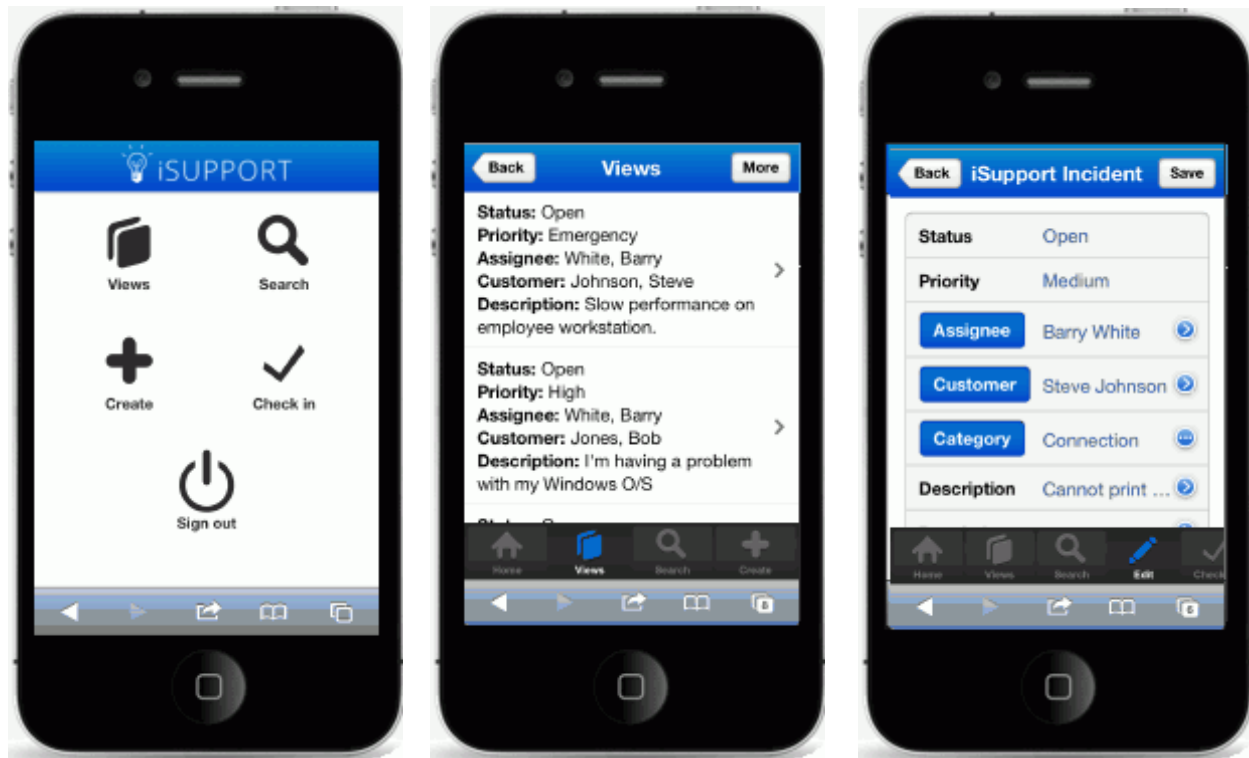 iSUPPORT
Views
Search
Create
Check in
Sign out
Back
Views
More
Status: Open
Priority: Emergency
Assignee: White, Barry
Customer: Johnson, Steve
Description: Slow performance on
employee workstation.
Status: Open
Priority: High
Assignee: White, Barry
Customer: Jones, Bob
Description: I'm having a problem
with my Windows O/S
Home
Views
Search
Create
Back
iSupport Incident
Save
Status Open
Priority Medium
Assignee Barry White
Customer Steve Johnson
Category Connection
Description Cannot print ...
Home
Views
Search
Edit
Check